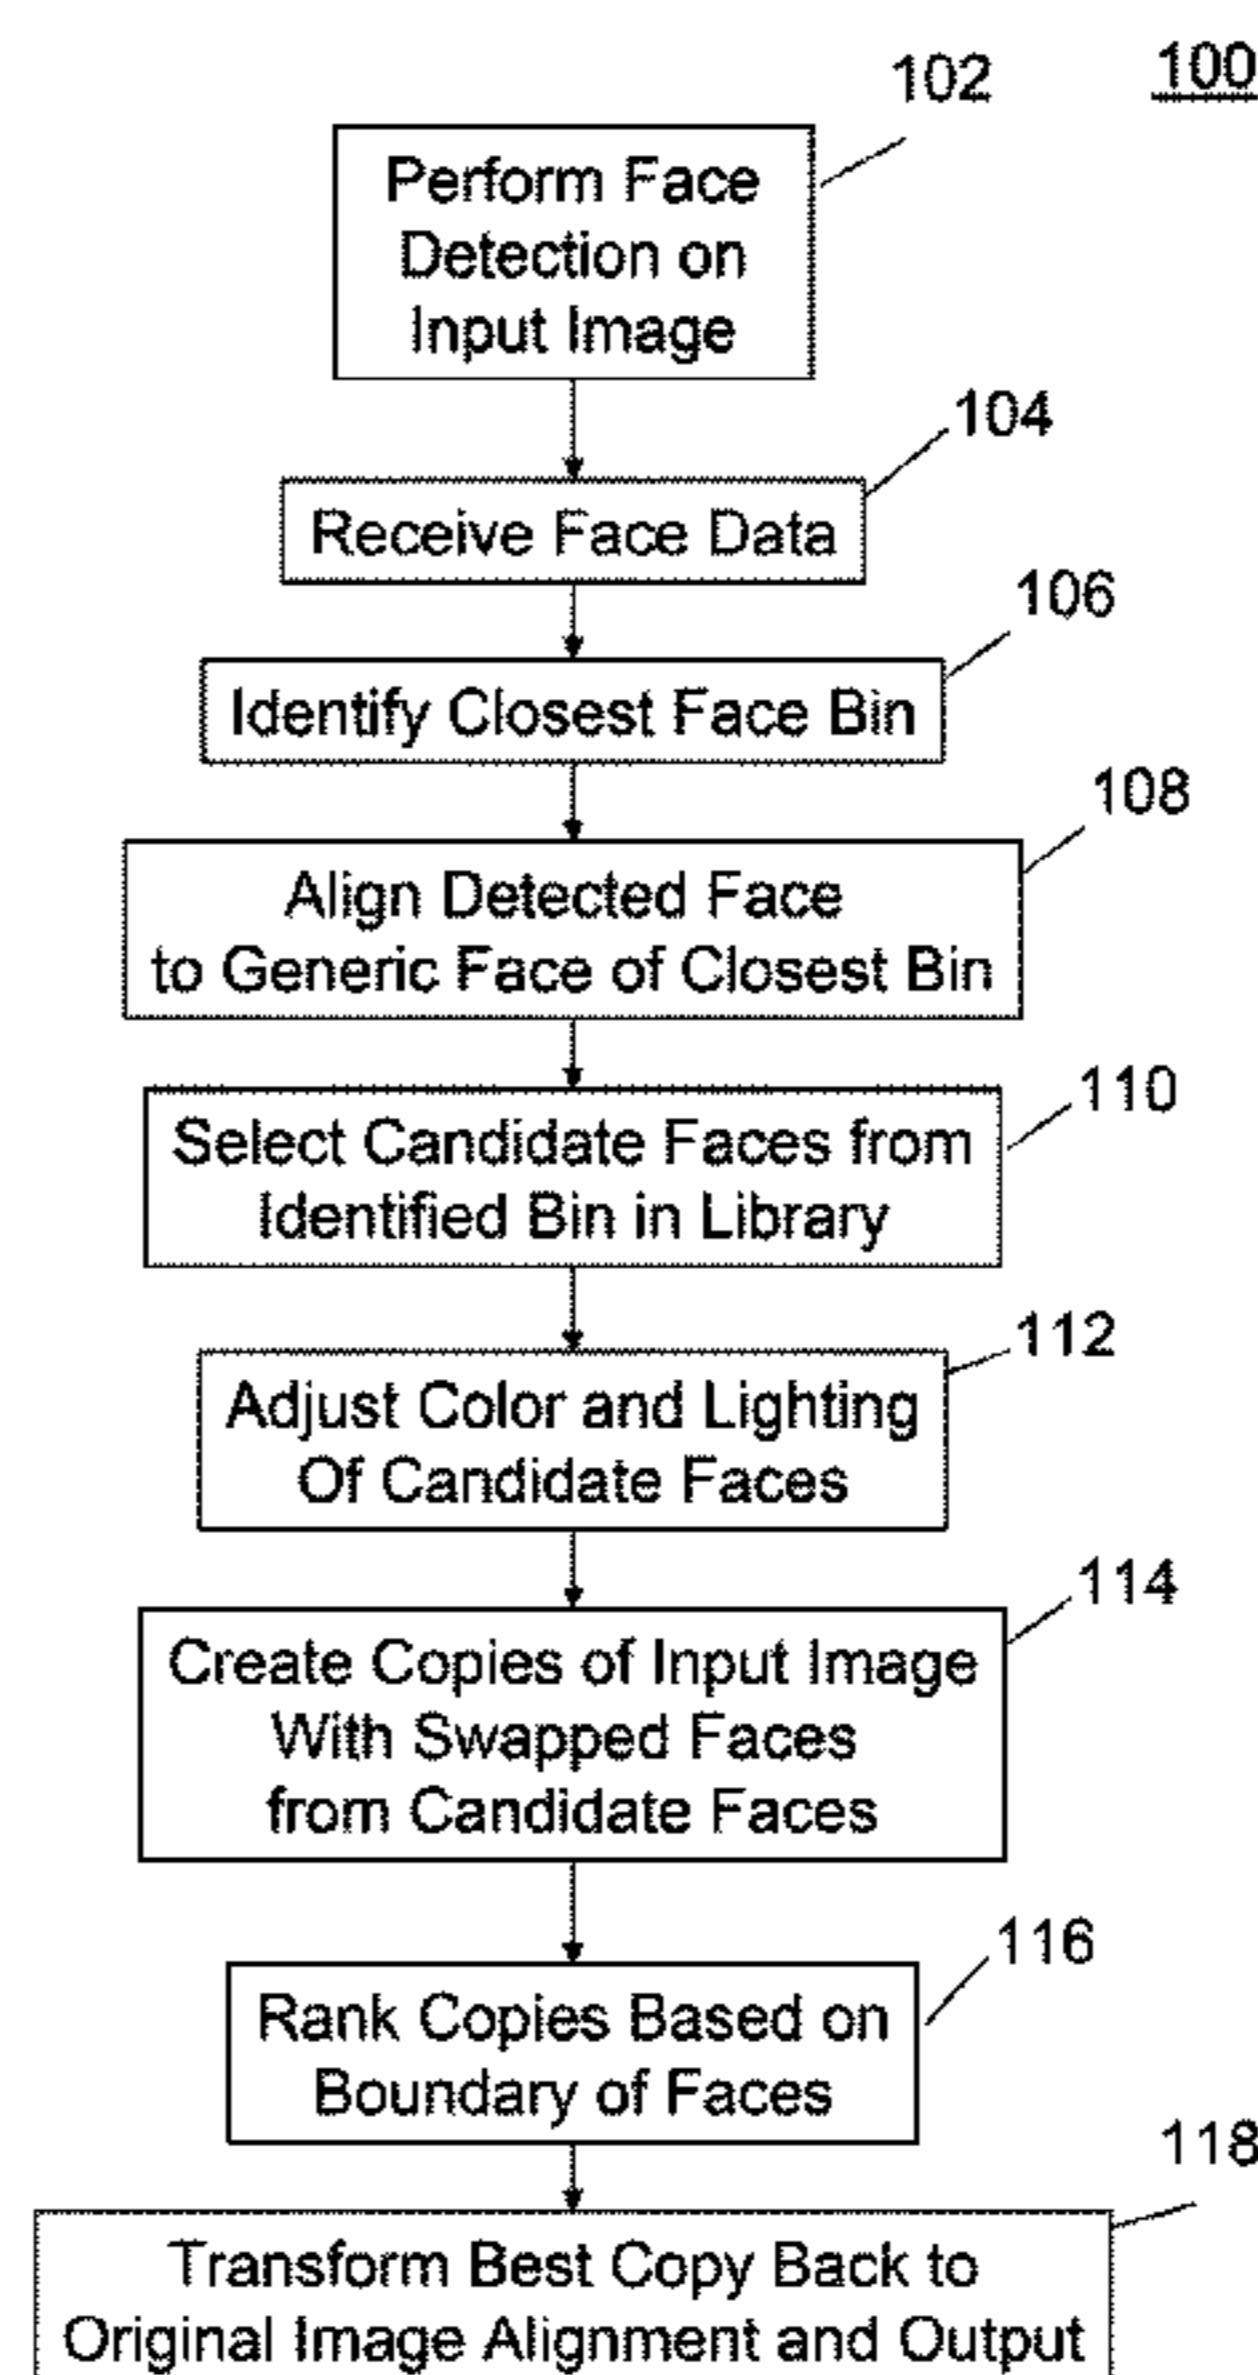 100
102
Perform Face
Detection on
Input Image
104
Receive Face Data
106
Identify Closest Face Bin
108
Align Detected Face
to Generic Face of Closest Bin
110
Select Candidate Faces from
Identified Bin in Library
112
Adjust Color and Lighting
Of Candidate Faces
114
Create Copies of Input Image
With Swapped Faces
from Candidate Faces
116
Rank Copies Based on
Boundary of Faces
118
Transform Best Copy Back to
Original Image Alignment and Output